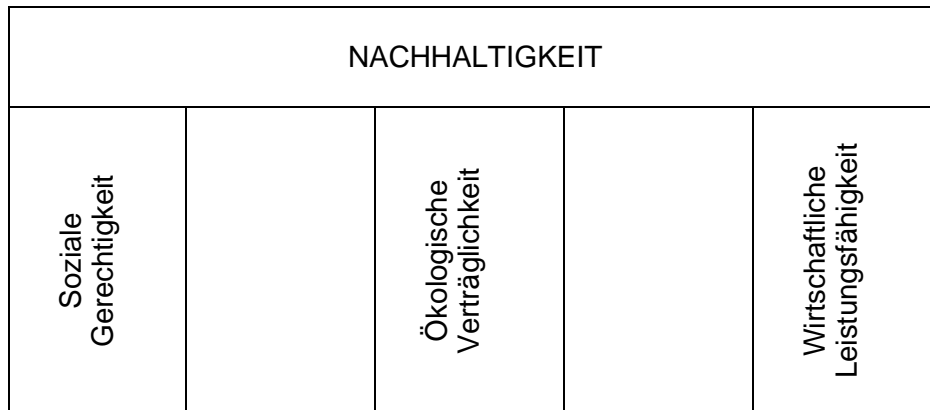 NACHHALTIGKEIT
Soziale
Gerechtigkeit
Ökologische
Verträglichkeit
Wirtschaftliche
Leistungsfähigkeit